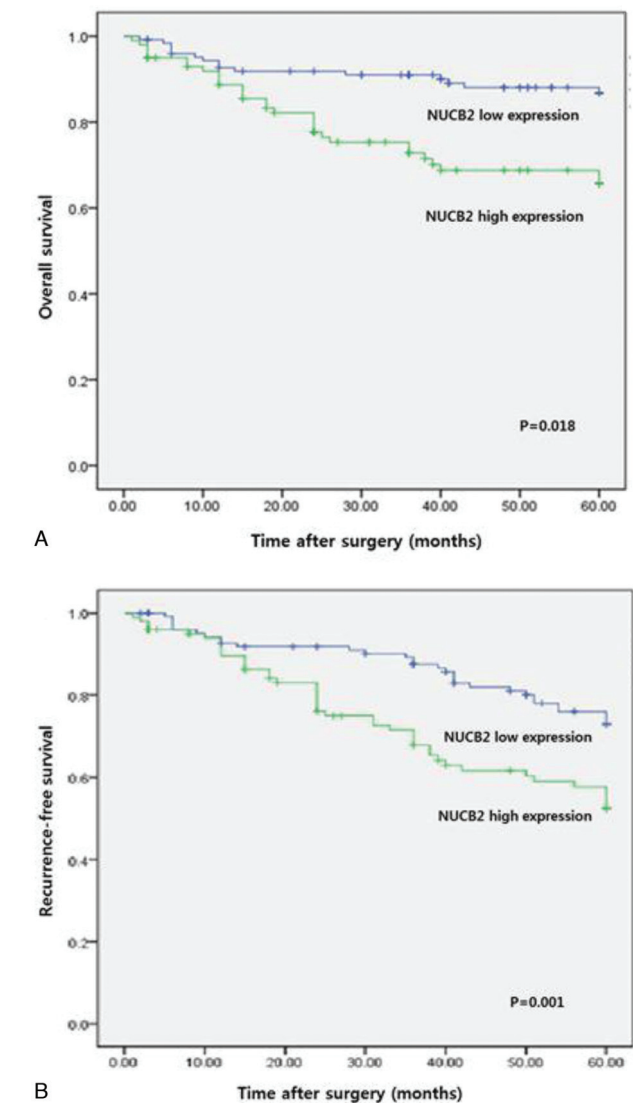 1.0
0.8
0.6
0.4
0.2
0.0
Overall survival
NUCB2 low expression
NUCB2 high expression
P=0.018
0.00 10.00 20.00 30.00 40.00 50.00 60.00
A
Time after surgery (months)
1.0
0.8
0.6
0.4
0.2
0.0
Recurrence-free survival
NUCB2 low expression
NUCB2 high expression
P=0.001
0.00 10.00 20.00 30.00 40.00 50.00 60.00
B
Time after surgery (months)